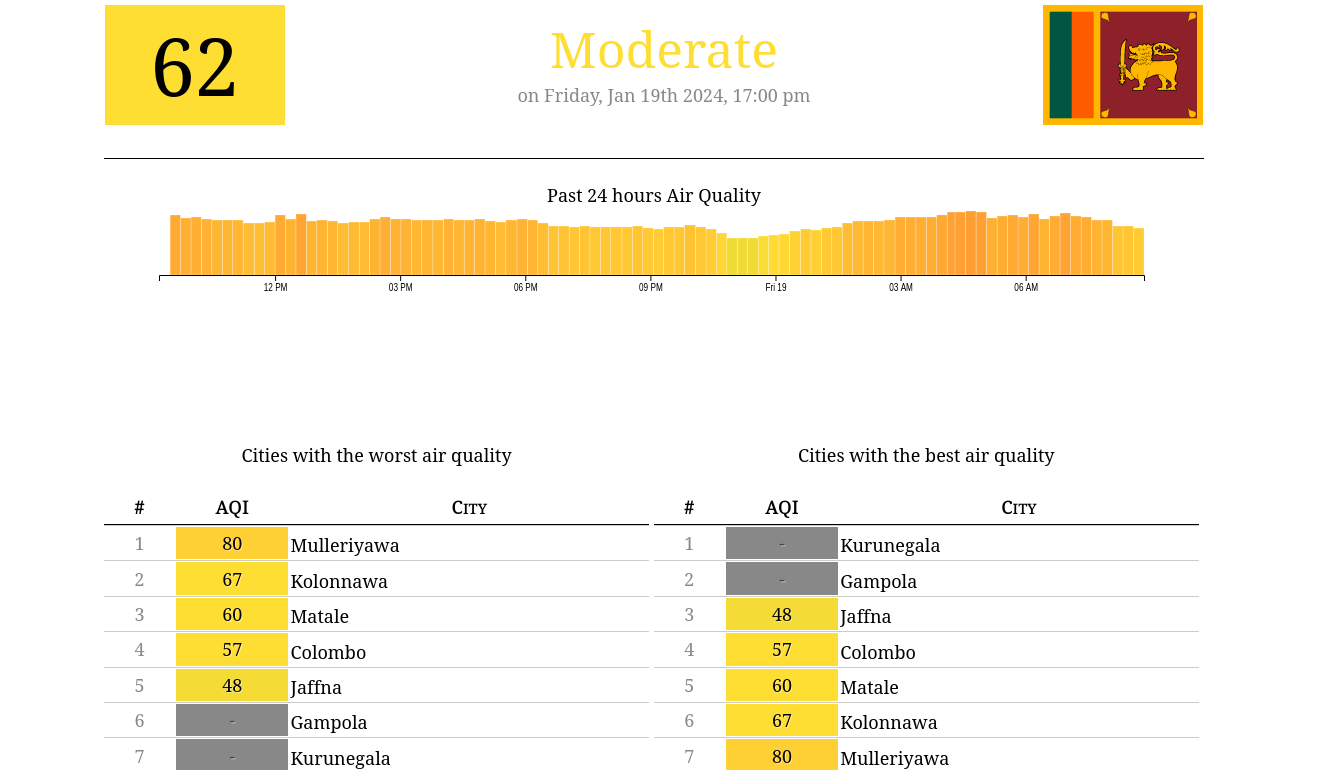 62
Moderate
on Friday, Jan 19th 2024, 17:00 pm
Past 24 hours Air Quality
12 PM 03 PM 06 PM 09 PM Fri 19 03 AM 06 AM
Cities with the worst air quality
# AQI City
1 80 Mulleriyawa
2 67 Kolonnawa
3 60 Matale
4 57 Colombo
5 48 Jaffna
6 - Gampola
7 - Kurunegala
Cities with the best air quality
# AQI City
1 - Kurunegala
2 - Gampola
3 48 Jaffna
4 57 Colombo
5 60 Matale
6 67 Kolonnawa
7 80 Mulleriyawa